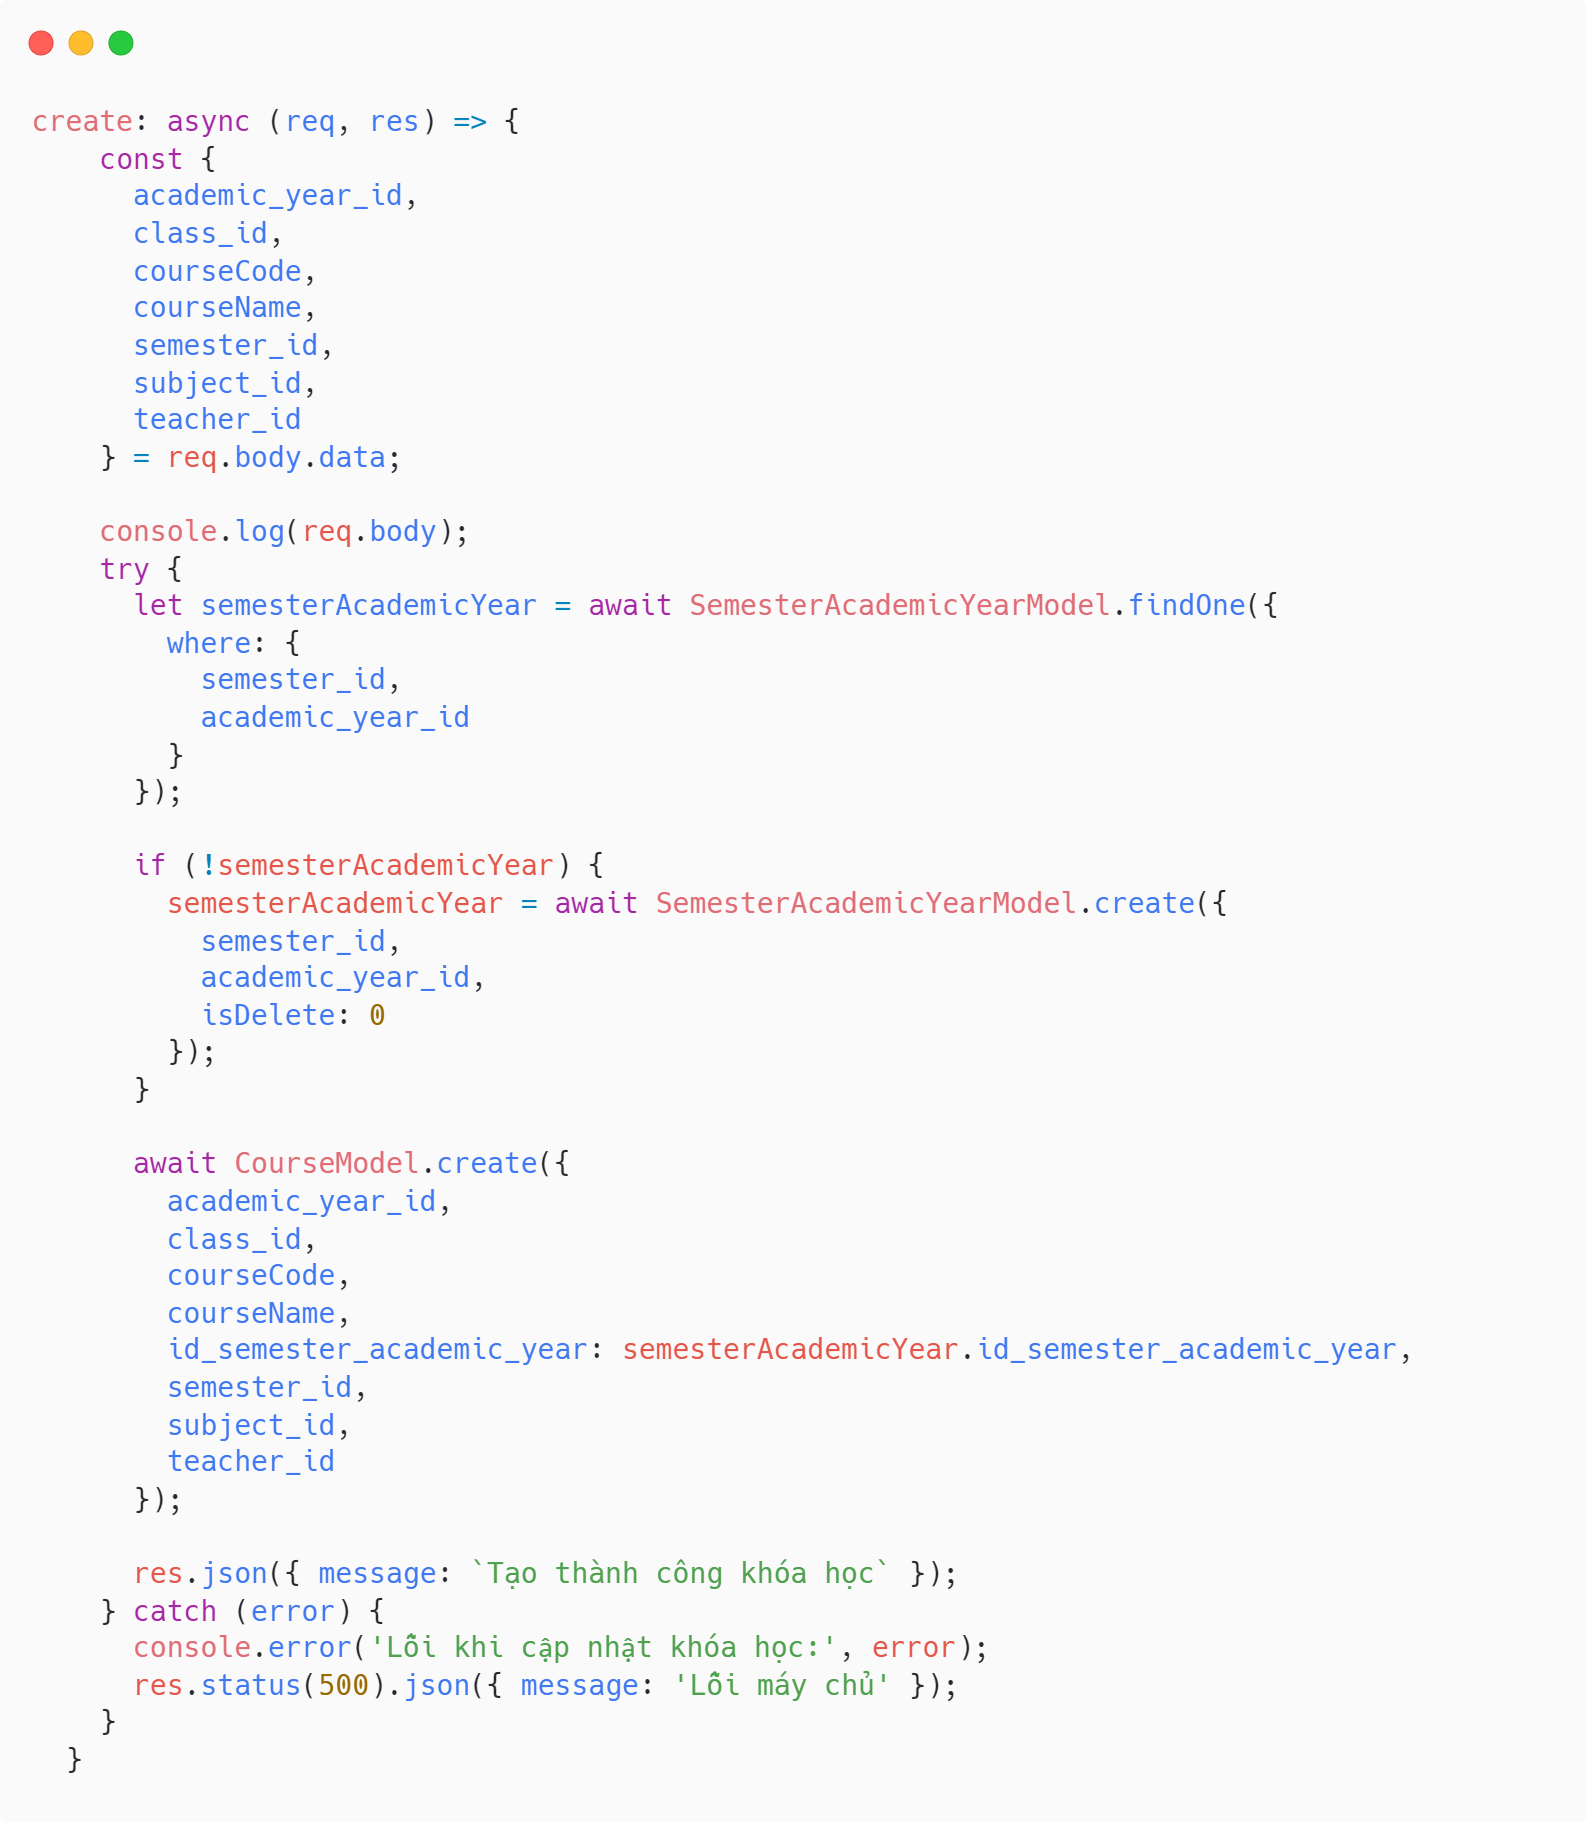 create: async (req, res) => {
    const {
      academic_year_id,
      class_id,
      courseCode,
      courseName,
      semester_id,
      subject_id,
      teacher_id
    } = req.body.data;

    console.log(req.body);
    try {
      let semesterAcademicYear = await SemesterAcademicYearModel.findOne({
        where: {
          semester_id,
          academic_year_id
        }
      });

      if (!semesterAcademicYear) {
        semesterAcademicYear = await SemesterAcademicYearModel.create({
          semester_id,
          academic_year_id,
          isDelete: 0
        });
      }

      await CourseModel.create({
        academic_year_id,
        class_id,
        courseCode,
        courseName,
        id_semester_academic_year: semesterAcademicYear.id_semester_academic_year,
        semester_id,
        subject_id,
        teacher_id
      });

      res.json({ message: `Tạo thành công khóa học` });
    } catch (error) {
      console.error('Lỗi khi cập nhật khóa học:', error);
      res.status(500).json({ message: 'Lỗi máy chủ' });
    }
  }